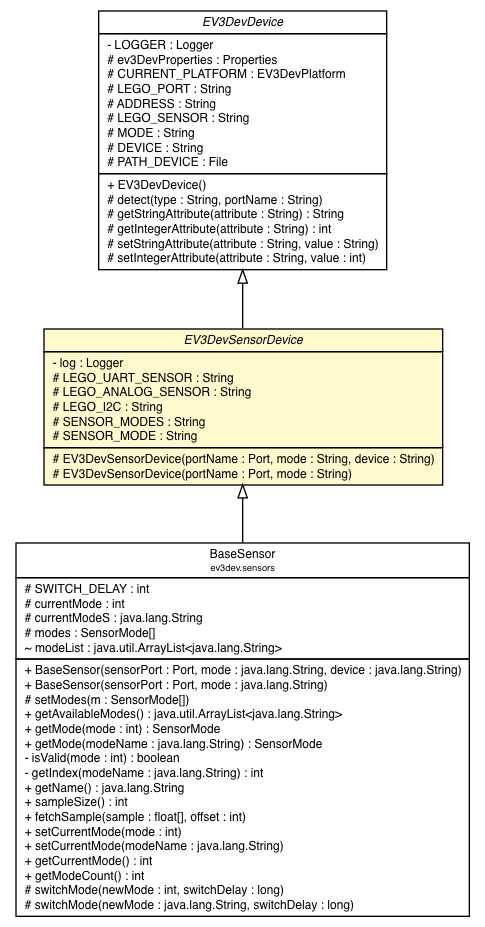 EV3DevDevice
- LOGGER : Logger
# ev3DevProperties : Properties
# CURRENT_PLATFORM : EV3DevPlatform
# LEGO_PORT : String
# ADDRESS : String
# LEGO_SENSOR : String
# MODE : String
# DEVICE : String
# PATH_DEVICE : File
+ EV3DevDevice()
# detect(type : String, portName : String)
# getStringAttribute(attribute : String) : String
# getIntegerAttribute(attribute : String) : int
# setStringAttribute(attribute : String, value : String)
# setIntegerAttribute(attribute : String, value : int)
EV3DevSensorDevice
- log : Logger
# LEGO_UART_SENSOR : String
# LEGO_ANALOG_SENSOR : String
# LEGO_I2C : String
# SENSOR_MODES : String
# SENSOR_MODE : String
# EV3DevSensorDevice(portName : Port, mode : String, device : String)
# EV3DevSensorDevice(portName : Port, mode : String)
BaseSensor
ev3dev.sensors
# SWITCH_DELAY : int
# currentMode : int
# currentModeS : java.lang.String
# modes : SensorMode[]
~ modeList : java.util.ArrayList<java.lang.String>
+ BaseSensor(sensorPort : Port, mode : java.lang.String, device : java.lang.String)
+ BaseSensor(sensorPort : Port, mode : java.lang.String)
# setModes(m : SensorMode[])
+ getAvailableModes() : java.util.ArrayList<java.lang.String>
+ getMode(mode : int) : SensorMode
+ getMode(modeName : java.lang.String) : SensorMode
- isValid(mode : int) : boolean
- getIndex(modeName : java.lang.String) : int
+ getName() : java.lang.String
+ sampleSize() : int
+ fetchSample(sample : float[], offset : int)
+ setCurrentMode(mode : int)
+ setCurrentMode(modeName : java.lang.String)
+ getCurrentMode() : int
+ getModeCount() : int
# switchMode(newMode : int, switchDelay : long)
# switchMode(newMode : java.lang.String, switchDelay : long)